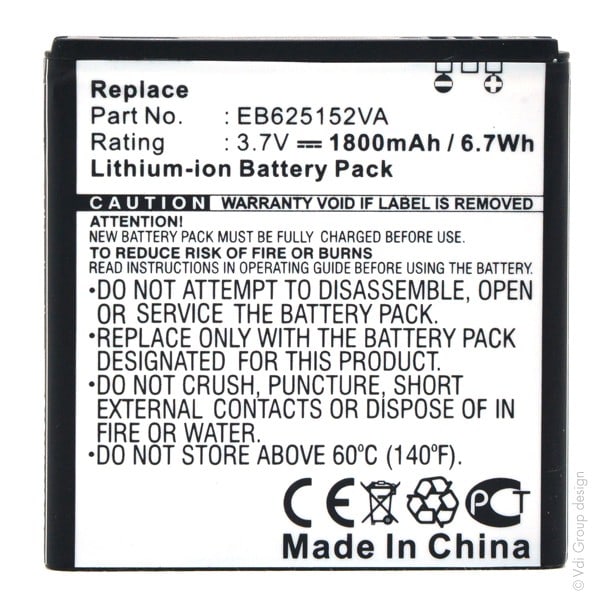 Replace
Part No. : EB625152VA
Rating : 3.7V 1800mAh / 6.7Wh
Lithium-ion Battery Pack
CAUTION WARRANTY VOID IF LABEL IS REMOVED
ATTENTION!
NEW BATTERY PACK MUST BE FULLY CHARGED BEFORE USE.
TO REDUCE RISK OF FIRE OR BURNS
READ INSTRUCTIONS IN OPERATING GUIDE BEFORE USING THE BATTERY.
•DO NOT ATTEMPT TO DISASSEMBLE, OPEN
OR SERVICE THE BATTERY PACK.
•REPLACE ONLY WITH THE BATTERY PACK
DESIGNATED FOR THIS PRODUCT.
•DO NOT CRUSH, PUNCTURE, SHORT
EXTERNAL CONTACTS OR DISPOSE OF IN
FIRE OR WATER.
•DO NOT STORE ABOVE 60°C (140°F).
CE PCT
Made In China
© Vdi Group design